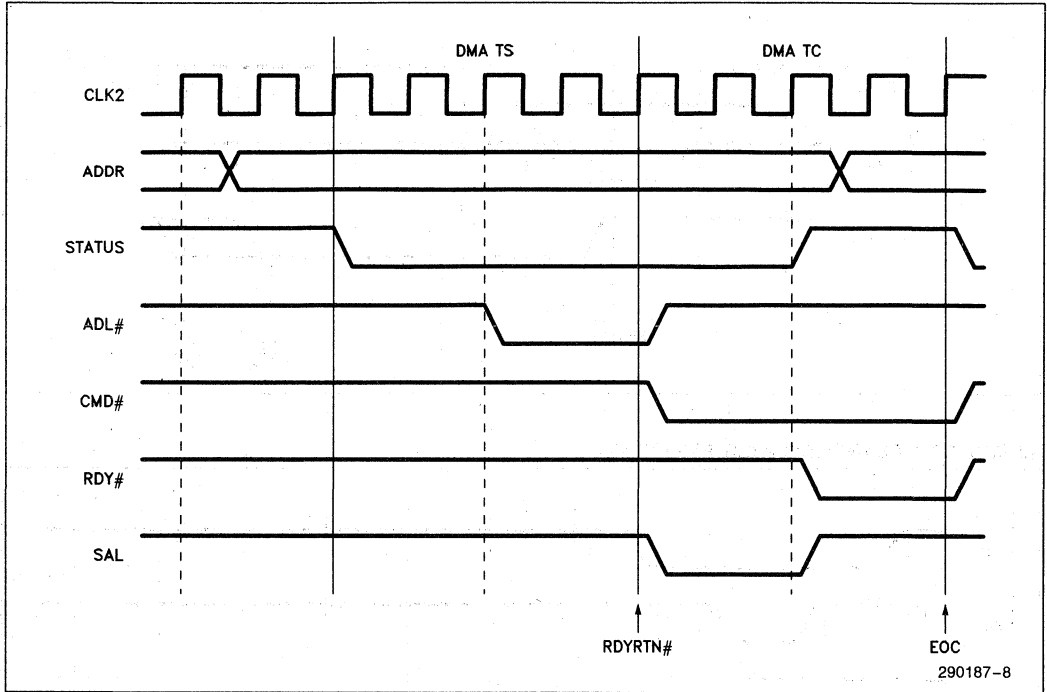 DMA TS
DMA TC
CLK2
ADDR
STATUS
ADL#
CMD#
RDY#
SAL
RDYRTN#
EOC
290187-8